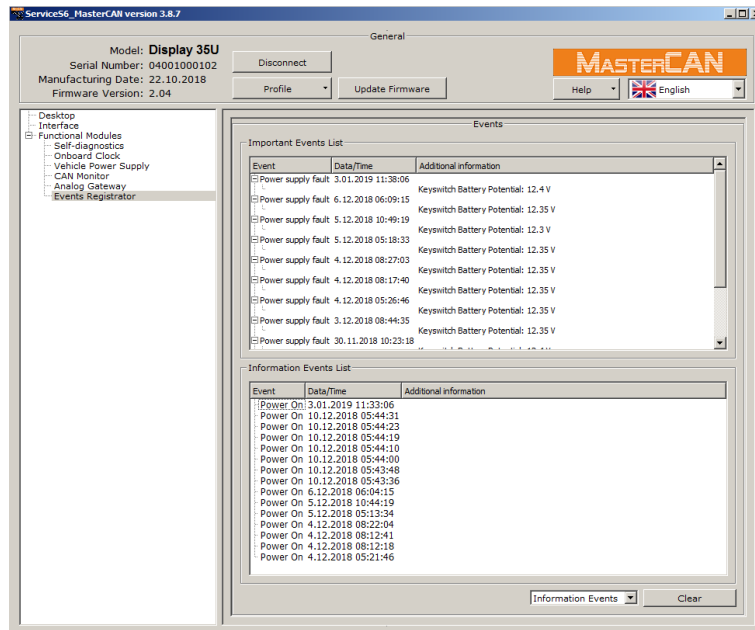 ServiceS6_MasterCAN version 3.8.7
General
Model: Display 35U
Serial Number: 04001000102
Manufacturing Date: 22.10.2018
Firmware Version: 2.04
Disconnect
Profile
Update Firmware
MASTERCAN
Help
English
Desktop
Interface
Functional Modules
Self-diagnostics
Onboard Clock
Vehicle Power Supply
CAN Monitor
Analog Gateway
Events Registrator
Events
Important Events List
Event Data/Time Additional information
Power supply fault 3.01.2019 11:38:06
Keyswitch Battery Potential: 12.4 V
Power supply fault 6.12.2018 06:09:15
Keyswitch Battery Potential: 12.35 V
Power supply fault 5.12.2018 10:49:19
Keyswitch Battery Potential: 12.3 V
Power supply fault 5.12.2018 05:18:33
Keyswitch Battery Potential: 12.35 V
Power supply fault 4.12.2018 08:27:03
Keyswitch Battery Potential: 12.35 V
Power supply fault 4.12.2018 08:17:40
Keyswitch Battery Potential: 12.35 V
Power supply fault 4.12.2018 05:26:46
Keyswitch Battery Potential: 12.35 V
Power supply fault 3.12.2018 08:44:35
Keyswitch Battery Potential: 12.35 V
Power supply fault 30.11.2018 10:23:18
Information Events List
Event Data/Time Additional information
Power On 3.01.2019 11:33:06
Power On 10.12.2018 05:44:31
Power On 10.12.2018 05:44:23
Power On 10.12.2018 05:44:19
Power On 10.12.2018 05:44:10
Power On 10.12.2018 05:44:00
Power On 10.12.2018 05:43:48
Power On 10.12.2018 05:43:36
Power On 6.12.2018 06:04:15
Power On 5.12.2018 10:44:19
Power On 5.12.2018 05:13:34
Power On 4.12.2018 08:22:04
Power On 4.12.2018 08:12:41
Power On 4.12.2018 08:12:18
Power On 4.12.2018 05:21:46
Information Events
Clear